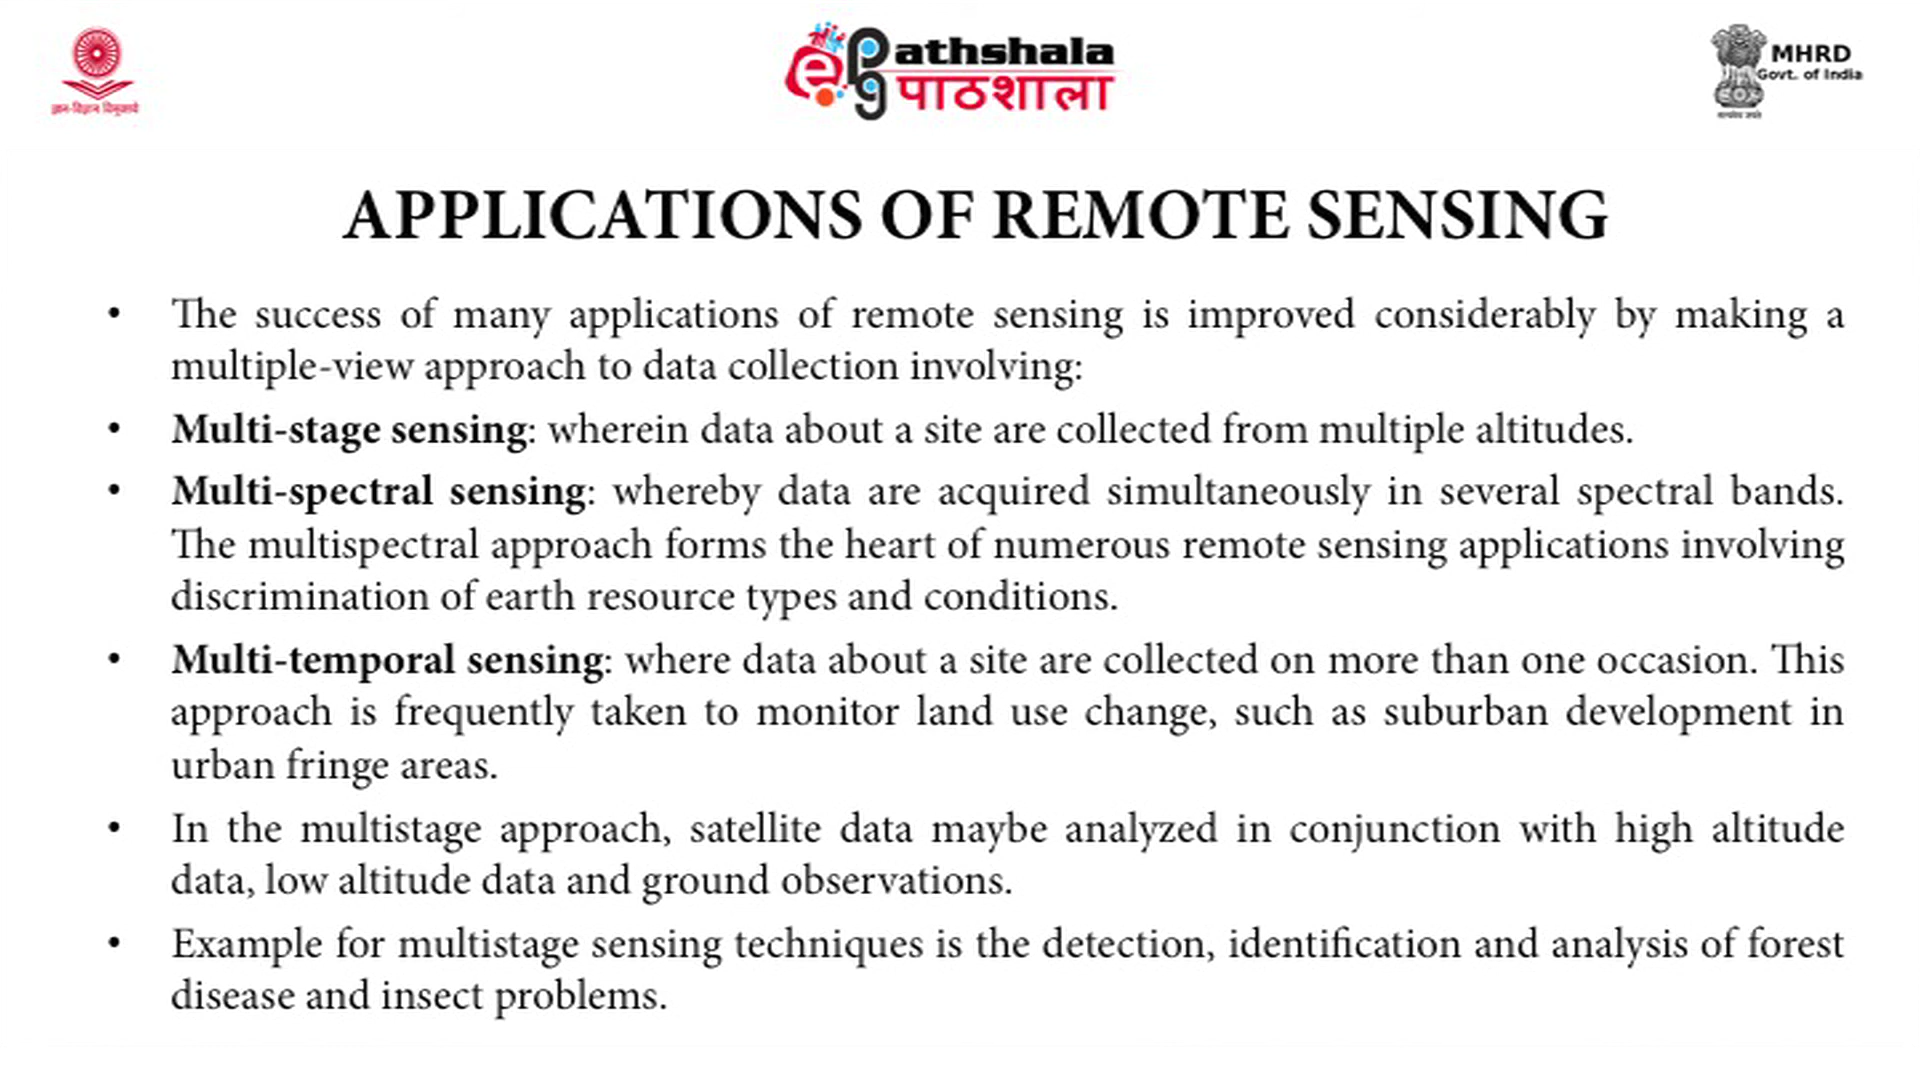 ज्ञान-विज्ञान विमुक्तये
ePGathshala
पाठशाला
MHRD
Govt. of India
सत्यमेव जयते
APPLICATIONS OF REMOTE SENSING
• The success of many applications of remote sensing is improved considerably by making a
multiple-view approach to data collection involving:
• Multi-stage sensing: wherein data about a site are collected from multiple altitudes.
• Multi-spectral sensing: whereby data are acquired simultaneously in several spectral bands.
The multispectral approach forms the heart of numerous remote sensing applications involving
discrimination of earth resource types and conditions.
• Multi-temporal sensing: where data about a site are collected on more than one occasion. This
approach is frequently taken to monitor land use change, such as suburban development in
urban fringe areas.
• In the multistage approach, satellite data maybe analyzed in conjunction with high altitude
data, low altitude data and ground observations.
• Example for multistage sensing techniques is the detection, identification and analysis of forest
disease and insect problems.